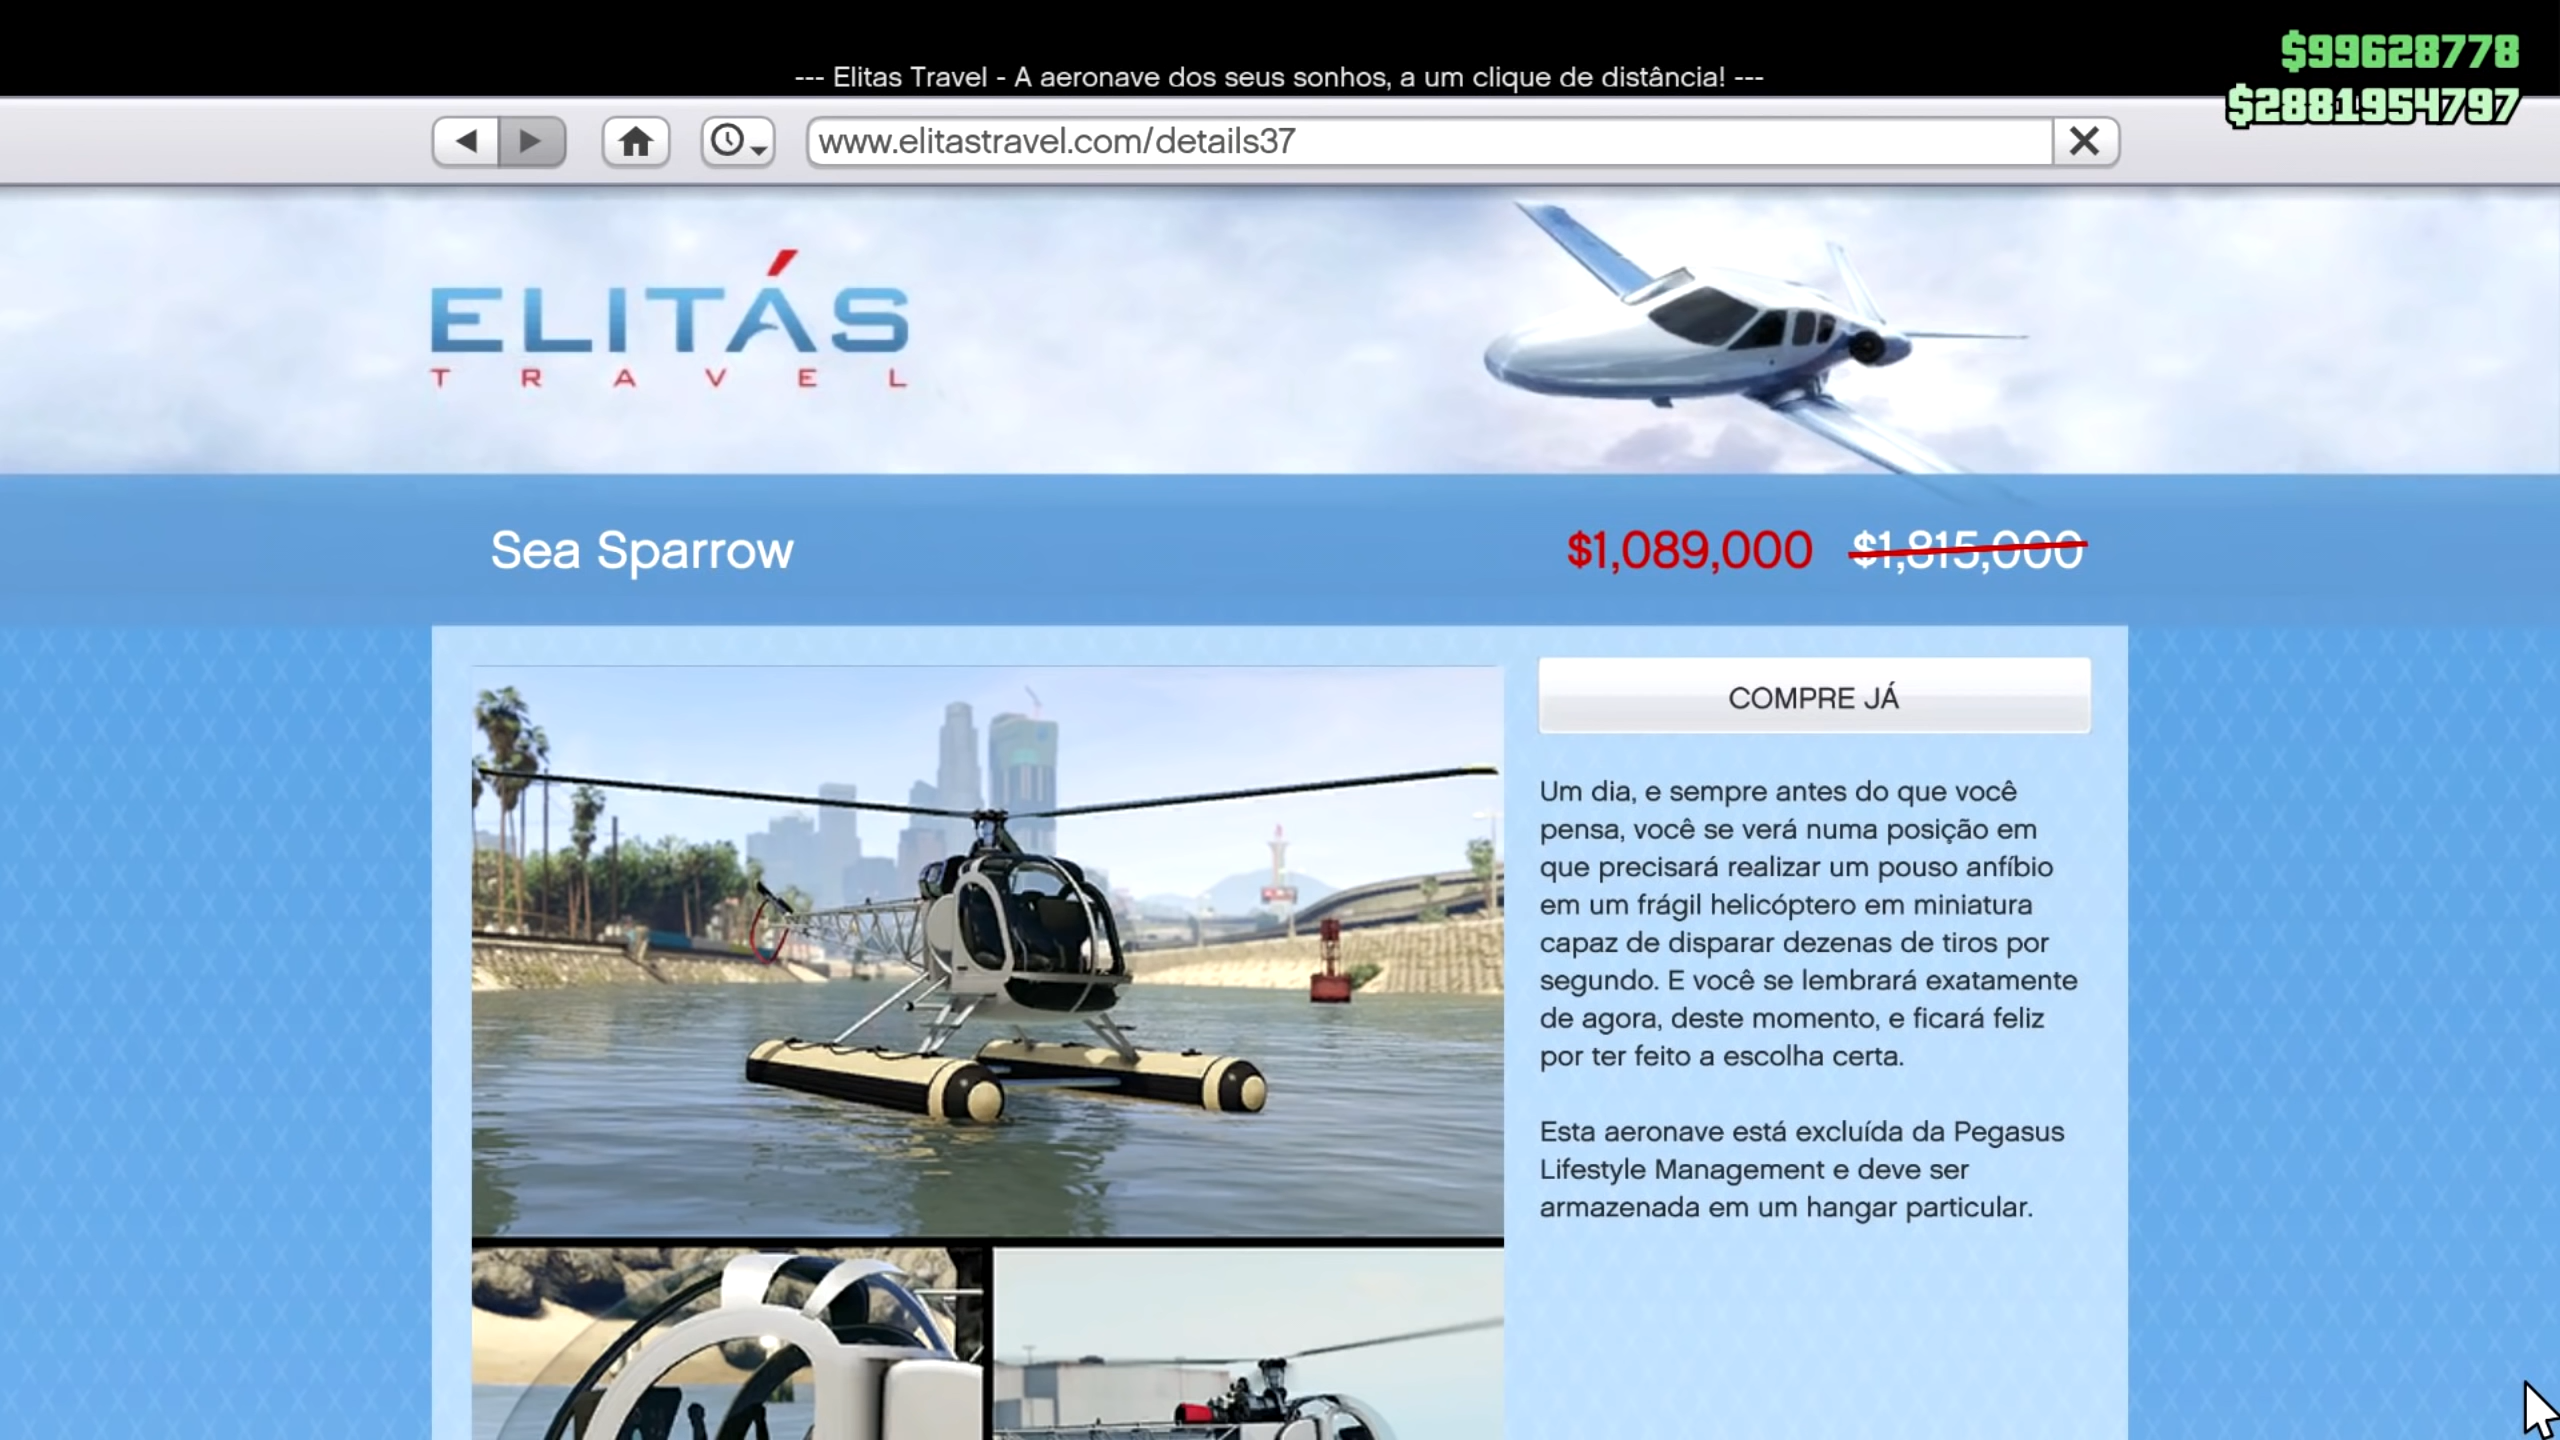 $99628778
--- Elitas Travel - A aeronave dos seus sonhos, a um clique de distância! ---
$2881954797
www.elitastravel.com/details37
ELITÁS
TRAVEL
Sea Sparrow
$1,089,000 $1,815,000
COMPRE JÁ
Um dia, e sempre antes do que você
pensa, você se verá numa posição em
que precisará realizar um pouso anfíbio
em um frágil helicóptero em miniatura
capaz de disparar dezenas de tiros por
segundo. E você se lembrará exatamente
de agora, deste momento, e ficará feliz
por ter feito a escolha certa.
Esta aeronave está excluída da Pegasus
Lifestyle Management e deve ser
armazenada em um hangar particular.